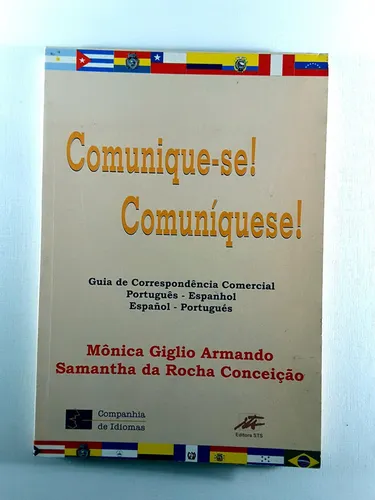 Comunique-se!
Comuníquese!
Guia de Correspondência Comercial
Português - Espanhol
Español - Portugués
Mônica Giglio Armando
Samantha da Rocha Conceição
Companhia
de Idiomas
Editora STS